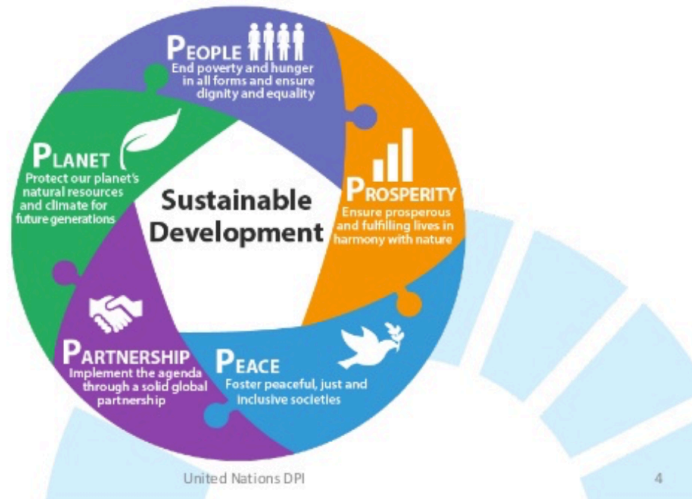 PEOPLE
End poverty and hunger
in all forms and ensure
dignity and equality
PROSPERITY
Ensure prosperous
and fulfilling lives in
harmony with nature
PEACE
Foster peaceful, just and
inclusive societies
PARTNERSHIP
Implement the agenda
through a solid global
partnership
PLANET
Protect our planet's
natural resources
and climate for
future generations
Sustainable
Development
United Nations DPI
4